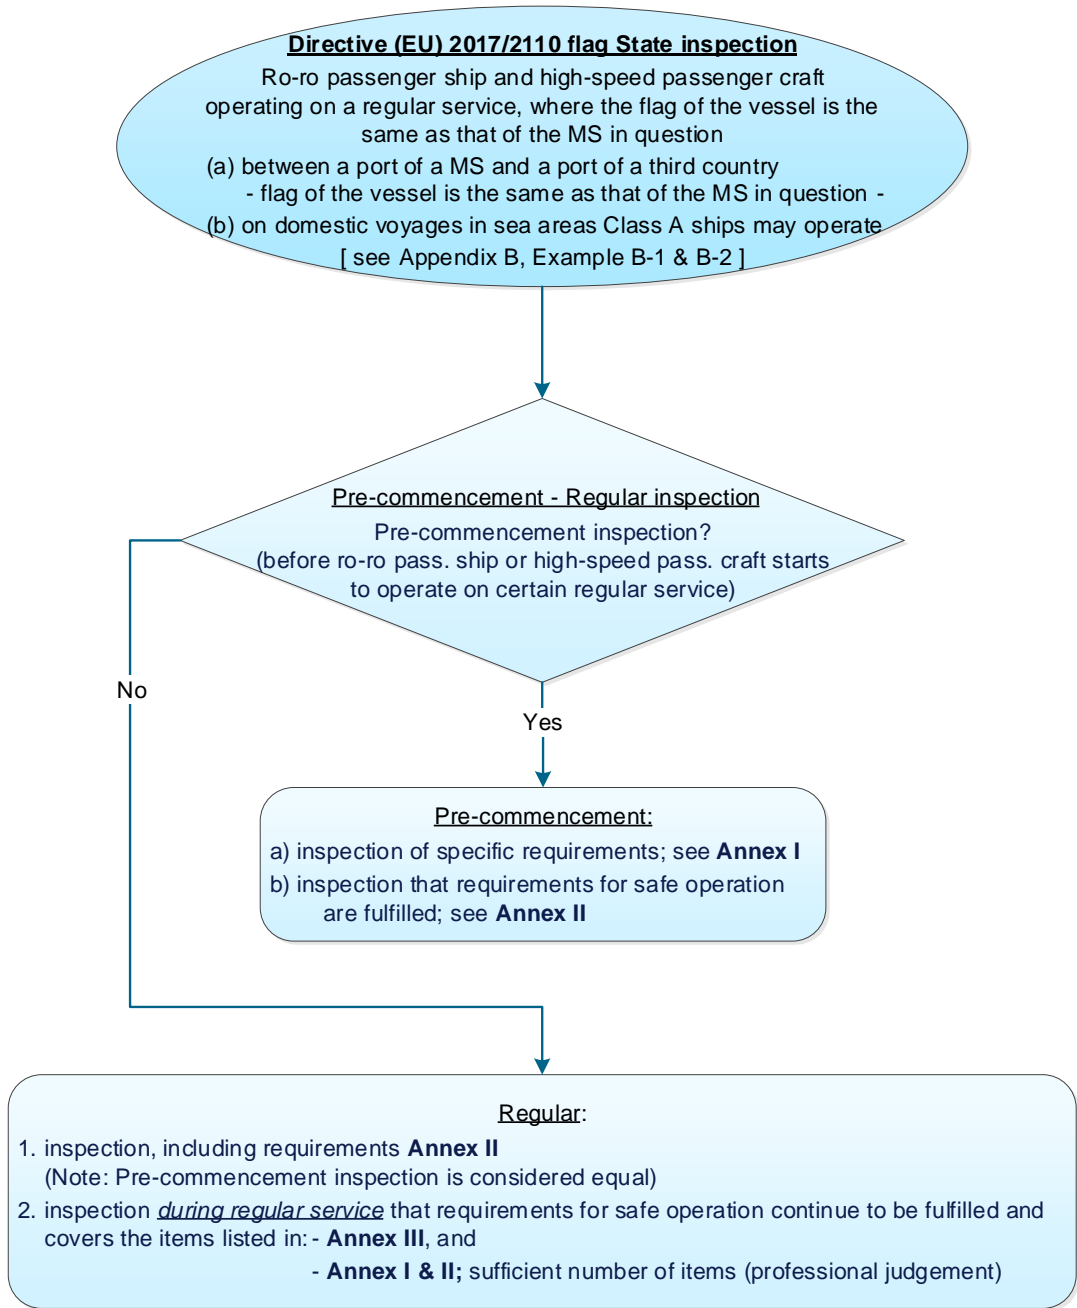 Directive (EU) 2017/2110 flag State inspection
Ro-ro passenger ship and high-speed passenger craft
operating on a regular service, where the flag of the vessel is the
same as that of the MS in question
(a) between a port of a MS and a port of a third country
- flag of the vessel is the same as that of the MS in question -
(b) on domestic voyages in sea areas Class A ships may operate
[ see Appendix B, Example B-1 & B-2 ]
Pre-commencement - Regular inspection
Pre-commencement inspection?
(before ro-ro pass. ship or high-speed pass. craft starts
to operate on certain regular service)
No
Yes
Pre-commencement:
a) inspection of specific requirements; see Annex I
b) inspection that requirements for safe operation
are fulfilled; see Annex II
Regular:
1. inspection, including requirements Annex II
(Note: Pre-commencement inspection is considered equal)
2. inspection during regular service that requirements for safe operation continue to be fulfilled and
covers the items listed in: - Annex III, and
- Annex I & II; sufficient number of items (professional judgement)